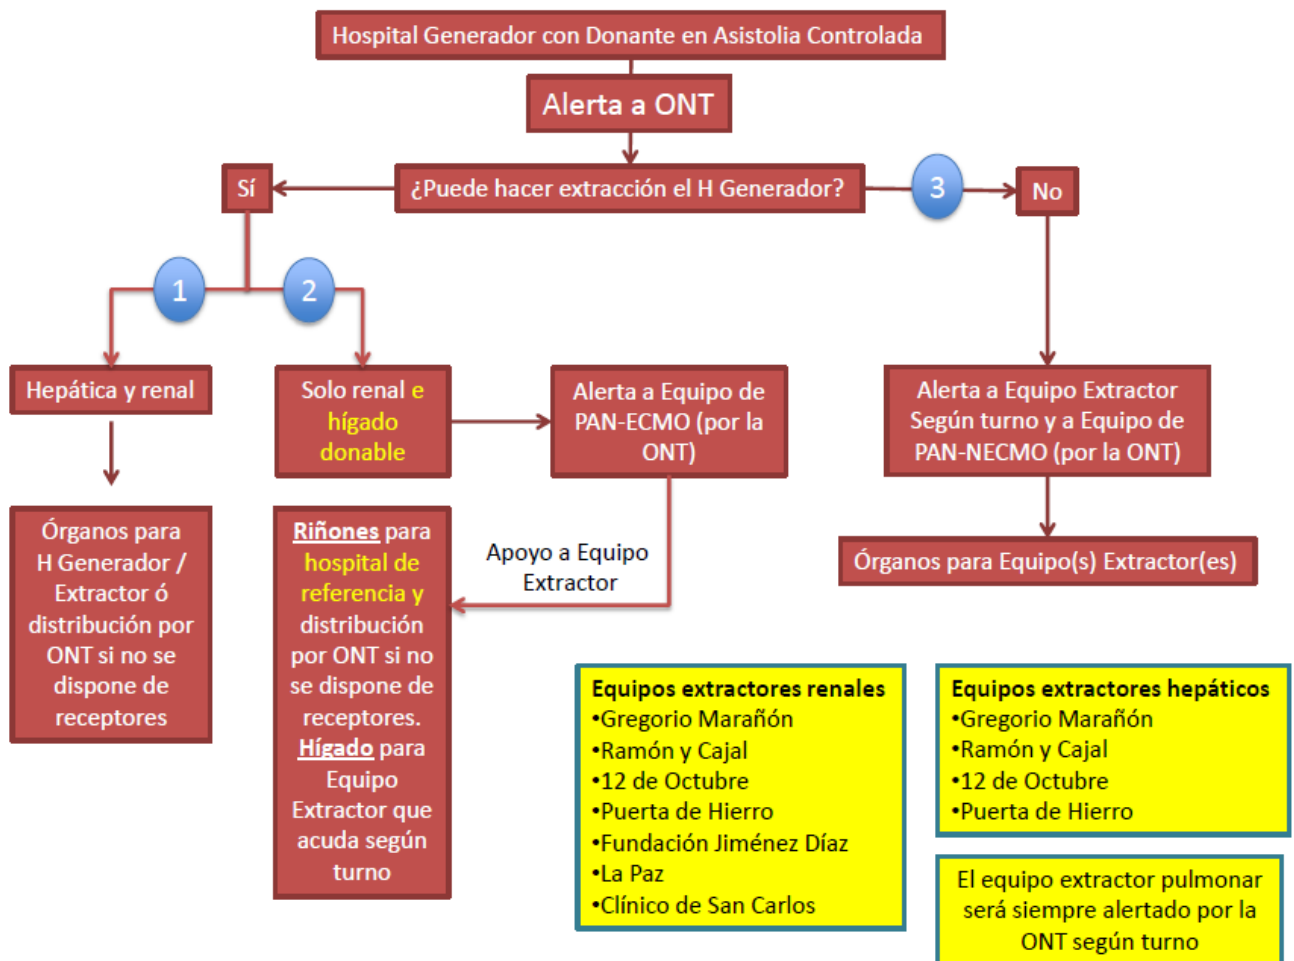 Hospital Generador con Donante en Asistolia Controlada
Alerta a ONT
Sí
¿Puede hacer extracción el H Generador?
3
No
1
2
Hepática y renal
Solo renal e
hígado
donable
Alerta a Equipo de
PAN-ECMO (por la
ONT)
Alerta a Equipo Extractor
Según turno y a Equipo de
PAN-NECMO (por la ONT)
Órganos para
H Generador /
Extractor ó
distribución por
ONT si no se
dispone de
receptores
Riñones para
hospital de
referencia y
distribución
por ONT si no
se dispone de
receptores.
Hígado para
Equipo
Extractor que
acuda según
turno
Apoyo a Equipo
Extractor
Órganos para Equipo(s) Extractor(es)
Equipos extractores renales
•Gregorio Marañón
•Ramón y Cajal
•12 de Octubre
•Puerta de Hierro
•Fundación Jiménez Díaz
•La Paz
•Clínico de San Carlos
Equipos extractores hepáticos
•Gregorio Marañón
•Ramón y Cajal
•12 de Octubre
•Puerta de Hierro
El equipo extractor pulmonar
será siempre alertado por la
ONT según turno